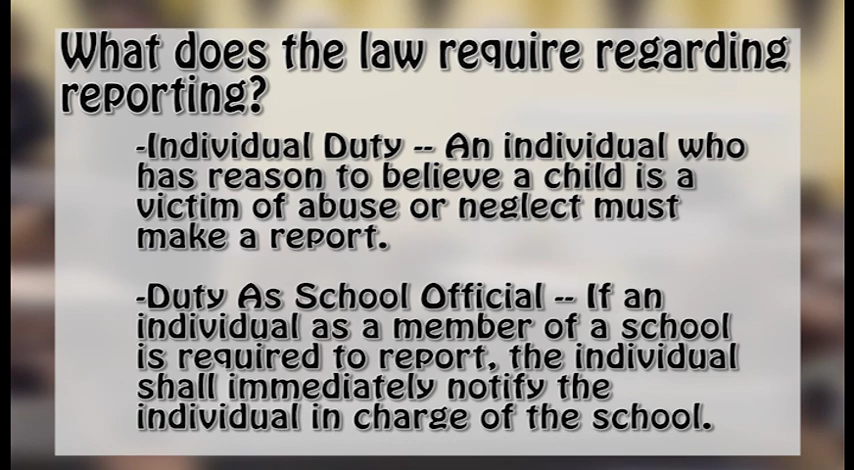 What does the law require regarding
reporting?
-Individual Duty -- An individual who
has reason to believe a child is a
victim of abuse or neglect must
make a report.
-Duty As School Official -- If an
individual as a member of a school
is required to report, the individual
shall immediately notify the
individual in charge of the school.